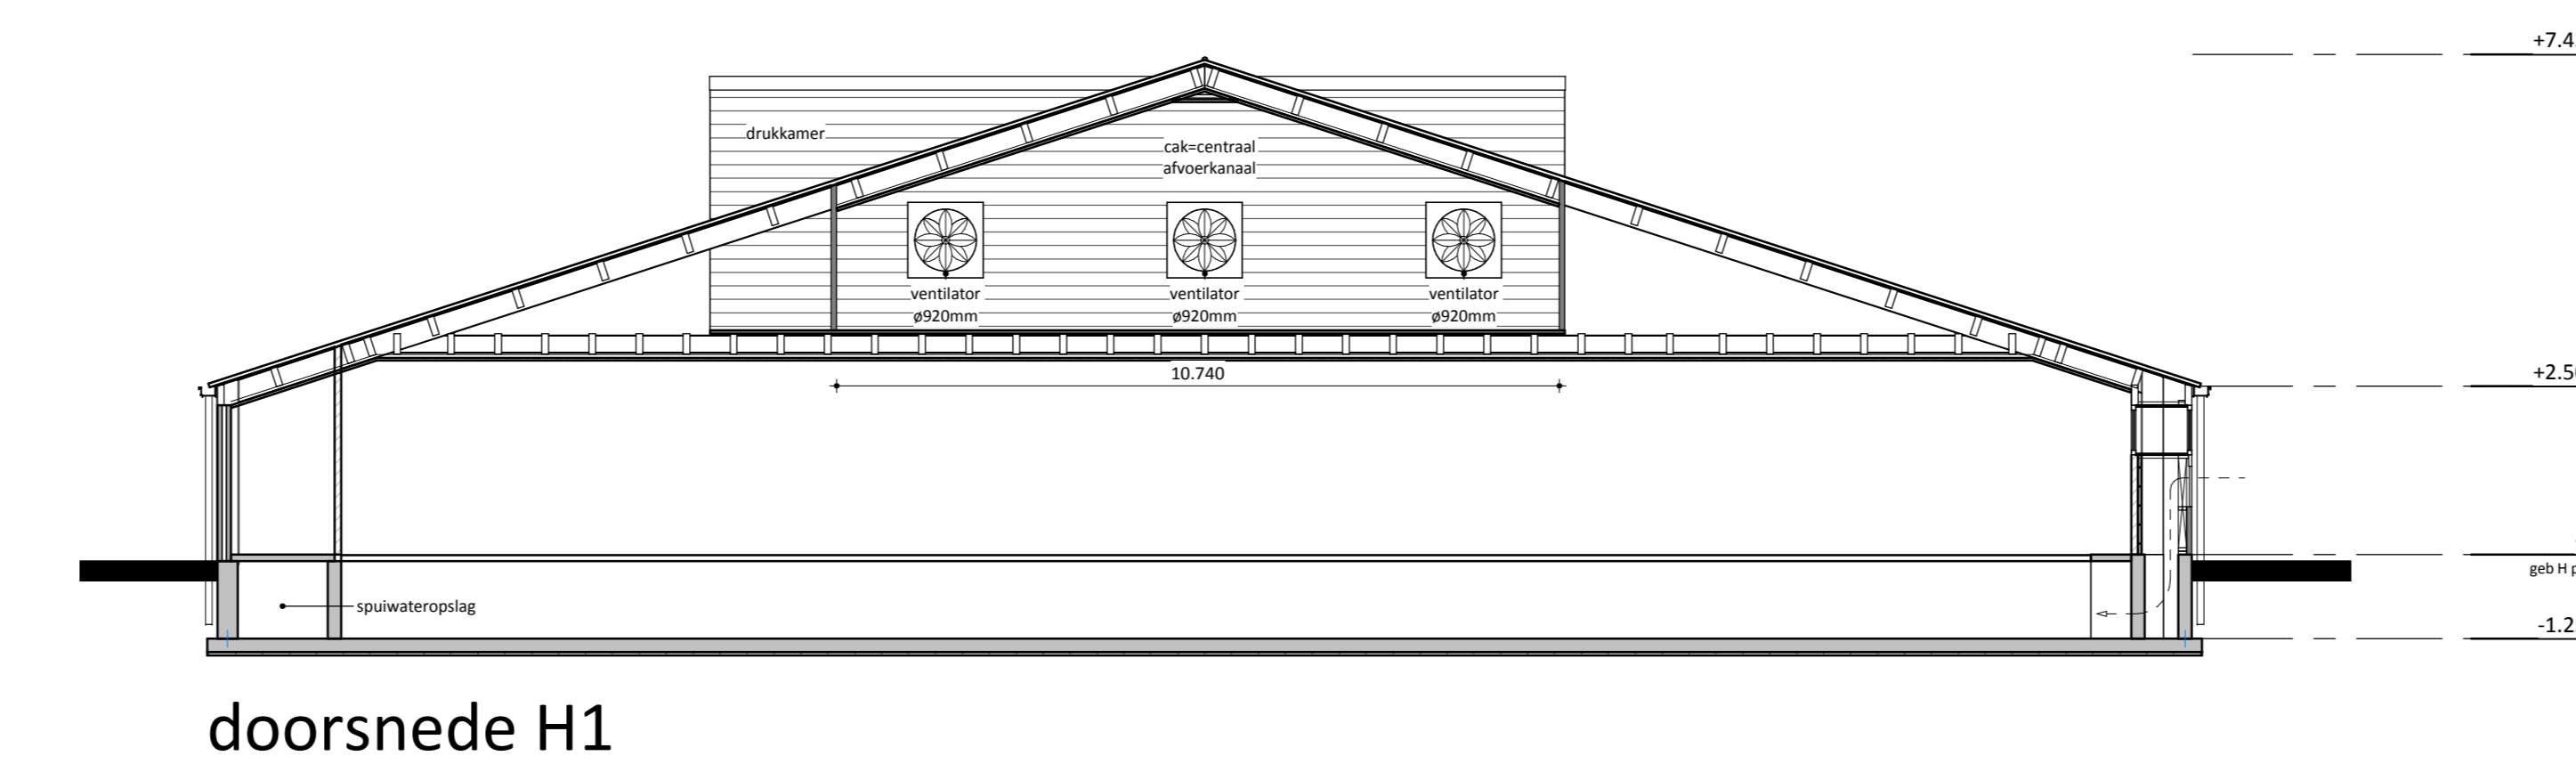 +7.4
drukkamer
cak=centraal
afvoerkanaal
ventilator
ø920mm
ventilator
ø920mm
ventilator
ø920mm
10.740
+2.5
geb H p
spuiwateropslag
-1.2
doorsnede H1